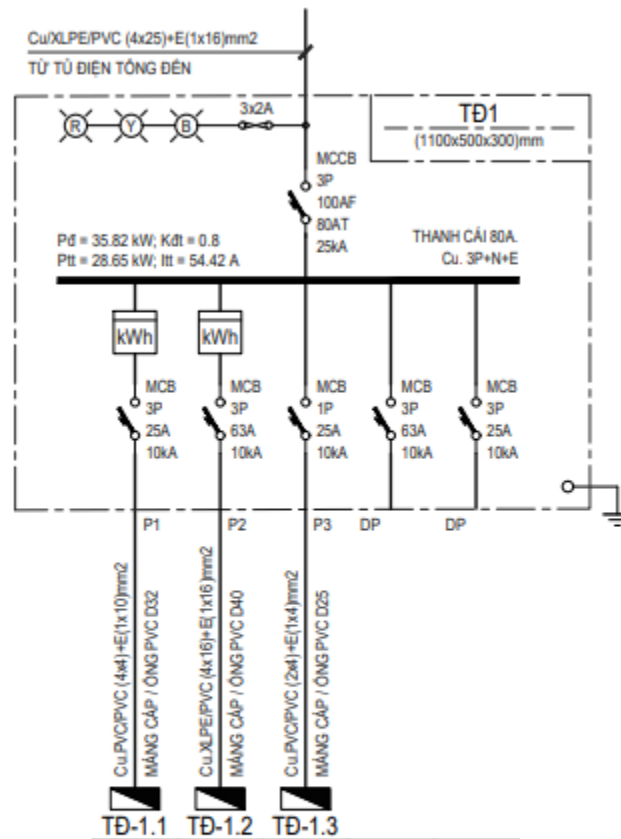 Cu/XLPE/PVC (4x25)+E(1x16)mm2
TỪ TỦ ĐIỆN TỔNG ĐẾN
R
Y
B
3x2A
TĐ1
(1100x500x300)mm
MCCB
3P
100AF
80AT
25kA
Pđ = 35.82 kW; Kđt = 0.8
Ptt = 28.65 kW; Itt = 54.42 A
THANH CÁI 80A.
Cu. 3P+N+E
kWh
kWh
MCB
3P
25A
10kA
MCB
3P
63A
10kA
MCB
1P
25A
10kA
MCB
3P
63A
10kA
MCB
3P
25A
10kA
P1
P2
P3
DP
DP
Cu.PVC/PVC (4x4)+E(1x10)mm2
MÁNG CÁP / ỐNG PVC D32
Cu.XLPE/PVC (4x16)+E(1x16)mm2
MÁNG CÁP / ỐNG PVC D40
Cu.PVC/PVC (2x4)+E(1x4)mm2
MÁNG CÁP / ỐNG PVC D25
TĐ-1.1
TĐ-1.2
TĐ-1.3